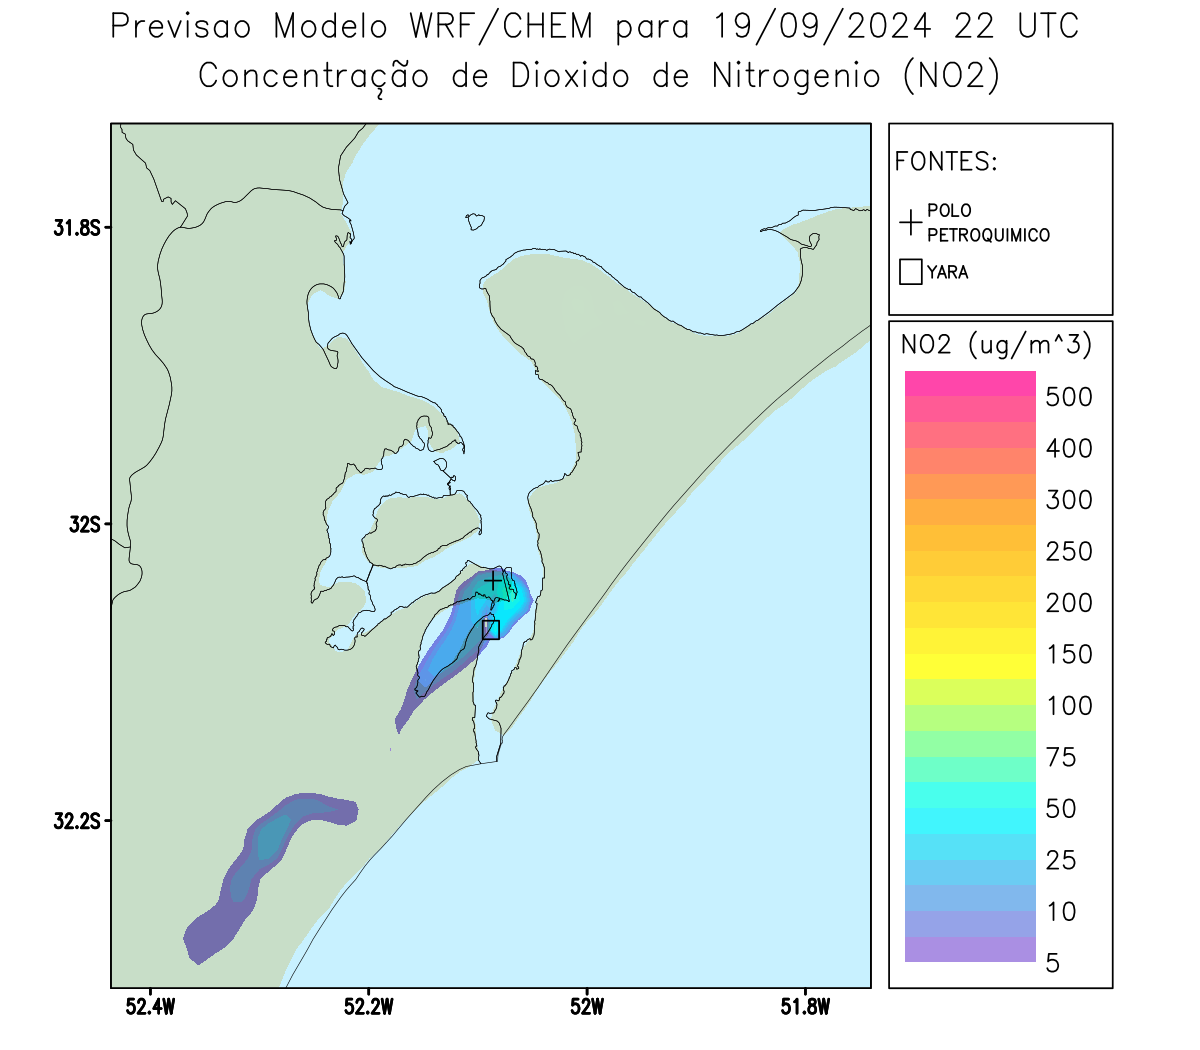 Previsao Modelo WRF/CHEM para 19/09/2024 22 UTC
Concentração de Dioxido de Nitrogenio (NO2)
FONTES:
POLO
PETROQUIMICO
YARA
NO2 (ug/m^3)
500
400
300
250
200
150
100
75
50
25
10
5
31.8S
32S
32.2S
52.4W
52.2W
52W
51.8W